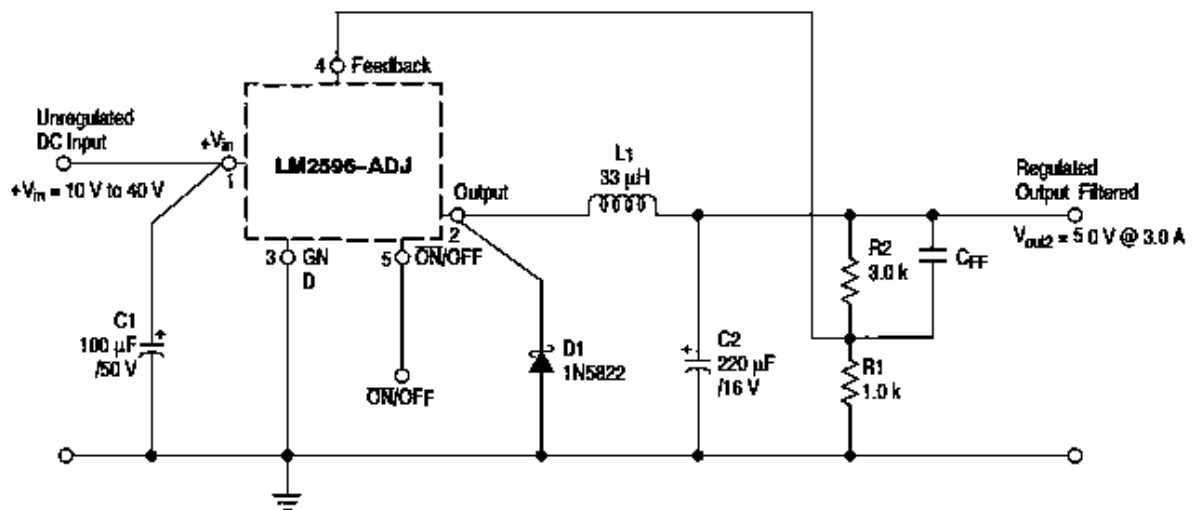 4
Feedback
Unregulated
DC Input
+Vin
1
LM2596-ADJ
+Vin = 10 V to 40 V
Output
2
L1
33 µH
Regulated
Output Filtered
Vout2 = 5 0 V @ 3.0 A
3
GN
D
5
ON/OFF
R2
3.0 k
CFF
C1
100 µF
/50 V
+
ON/OFF
D1
1N5822
+
C2
220 µF
/16 V
R1
1.0 k